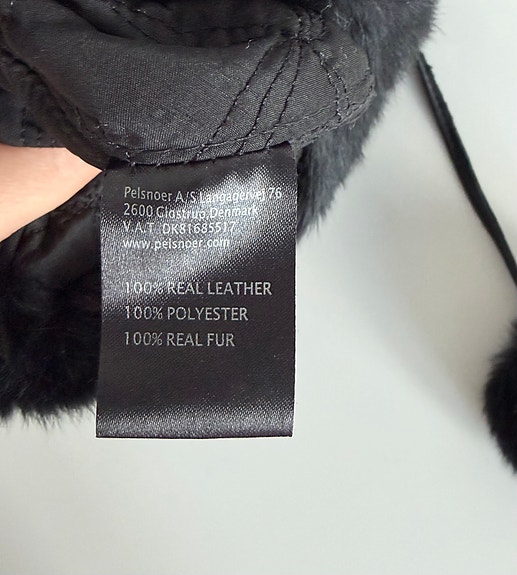 Pelsnoer A/S Langagervej 76
2600 Glostrup, Denmark
V.A.T DK81685517
www.pelsnoer.com
100% REAL LEATHER
100% POLYESTER
100% REAL FUR